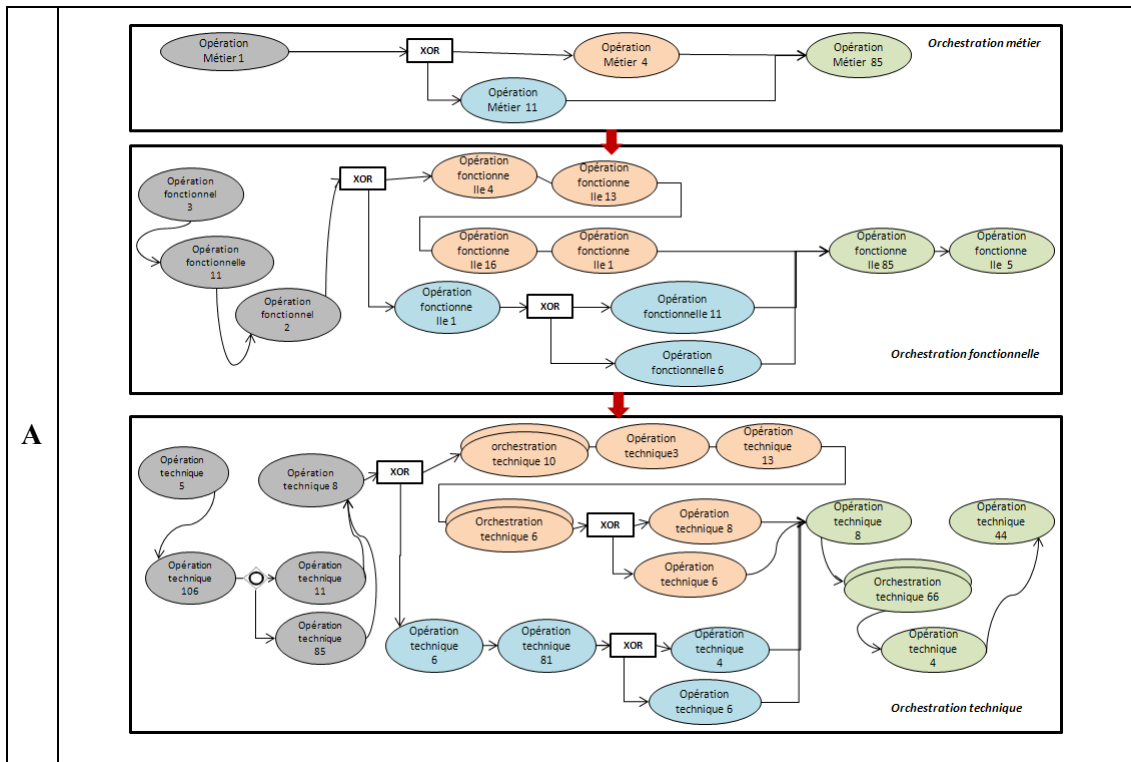 Opération
Métier 1
XOR
Opération
Métier 4
Opération
Métier 85
Orchestration métier
Opération
Métier 11
Opération
fonctionnel
3
XOR
Opération
fonctionne
lle 4
Opération
fonctionne
lle 13
Opération
fonctionnelle
11
Opération
fonctionne
lle 16
Opération
fonctionne
lle 1
Opération
fonctionne
lle 85
Opération
fonctionne
lle 5
Opération
fonctionnel
2
Opération
fonctionne
lle 1
XOR
Opération
fonctionnelle 11
Opération
fonctionnelle 6
Orchestration fonctionnelle
A
Opération
technique
5
Opération
technique 8
XOR
orchestration
technique 10
Opération
technique3
Opération
technique
13
Orchestration
technique 6
XOR
Opération
technique 8
Opération
technique
8
Opération
technique
44
Opération
technique
106
Opération
technique
11
Opération
technique 6
Orchestration
technique 66
Opération
technique
85
Opération
technique
6
Opération
technique
81
XOR
Opération
technique
4
Opération
technique
4
Opération
technique 6
Orchestration technique